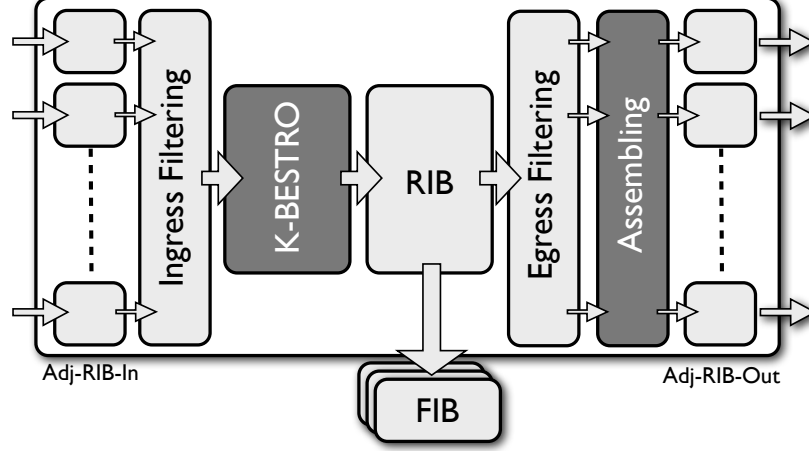 Ingress Filtering
K-BESTRO
RIB
Egress Filtering
Assembling
Adj-RIB-In
Adj-RIB-Out
FIB